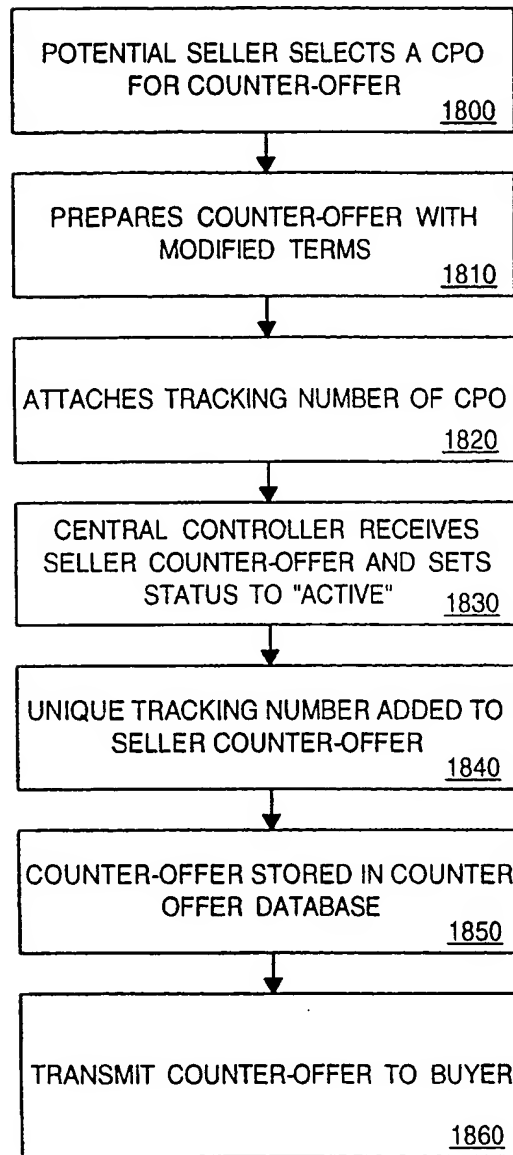 POTENTIAL SELLER SELECTS A CPO
FOR COUNTER-OFFER
1800
PREPARES COUNTER-OFFER WITH
MODIFIED TERMS
1810
ATTACHES TRACKING NUMBER OF CPO
1820
CENTRAL CONTROLLER RECEIVES
SELLER COUNTER-OFFER AND SETS
STATUS TO "ACTIVE"
1830
UNIQUE TRACKING NUMBER ADDED TO
SELLER COUNTER-OFFER
1840
COUNTER-OFFER STORED IN COUNTER
OFFER DATABASE
1850
TRANSMIT COUNTER-OFFER TO BUYER
1860